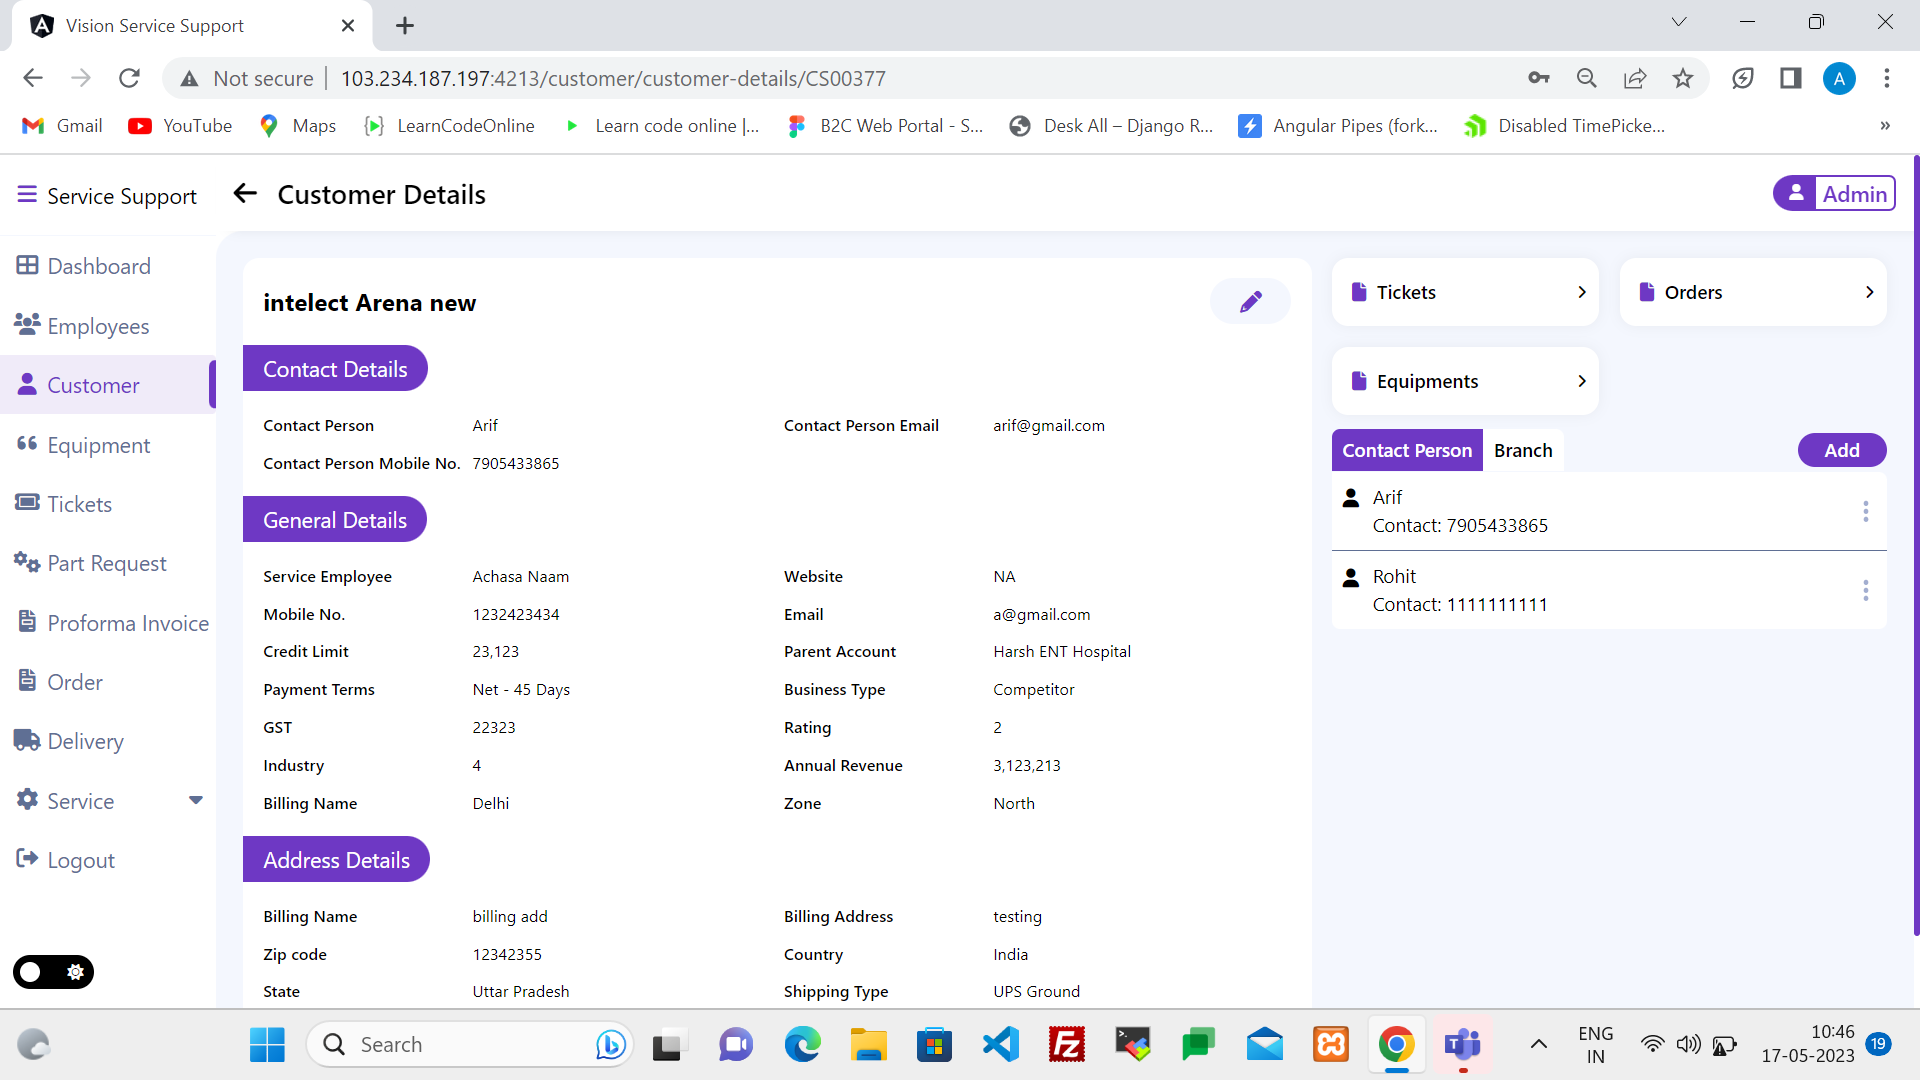 Vision Service Support
Not secure
103.234.187.197:4213/customer/customer-details/CS00377
A
Gmail
YouTube
Maps
LearnCodeOnline
Learn code online |...
B2C Web Portal - S...
Desk All – Django R...
Angular Pipes (fork...
Disabled TimePicke...
»
Service Support
Customer Details
Admin
Dashboard
Employees
Customer
Equipment
Tickets
Part Request
Proforma Invoice
Order
Delivery
Service
Logout
intelect Arena new
Contact Details
Contact Person Arif Contact Person Email arif@gmail.com
Contact Person Mobile No. 7905433865
General Details
Service Employee Achasa Naam Website NA
Mobile No. 1232423434 Email a@gmail.com
Credit Limit 23,123 Parent Account Harsh ENT Hospital
Payment Terms Net - 45 Days Business Type Competitor
GST 22323 Rating 2
Industry 4 Annual Revenue 3,123,213
Billing Name Delhi Zone North
Address Details
Billing Name billing add Billing Address testing
Zip code 12342355 Country India
State Uttar Pradesh Shipping Type UPS Ground
Tickets
Orders
Equipments
Contact Person
Branch
Add
Arif
Contact: 7905433865
Rohit
Contact: 1111111111
Search
ENG
IN
10:46
17-05-2023
19